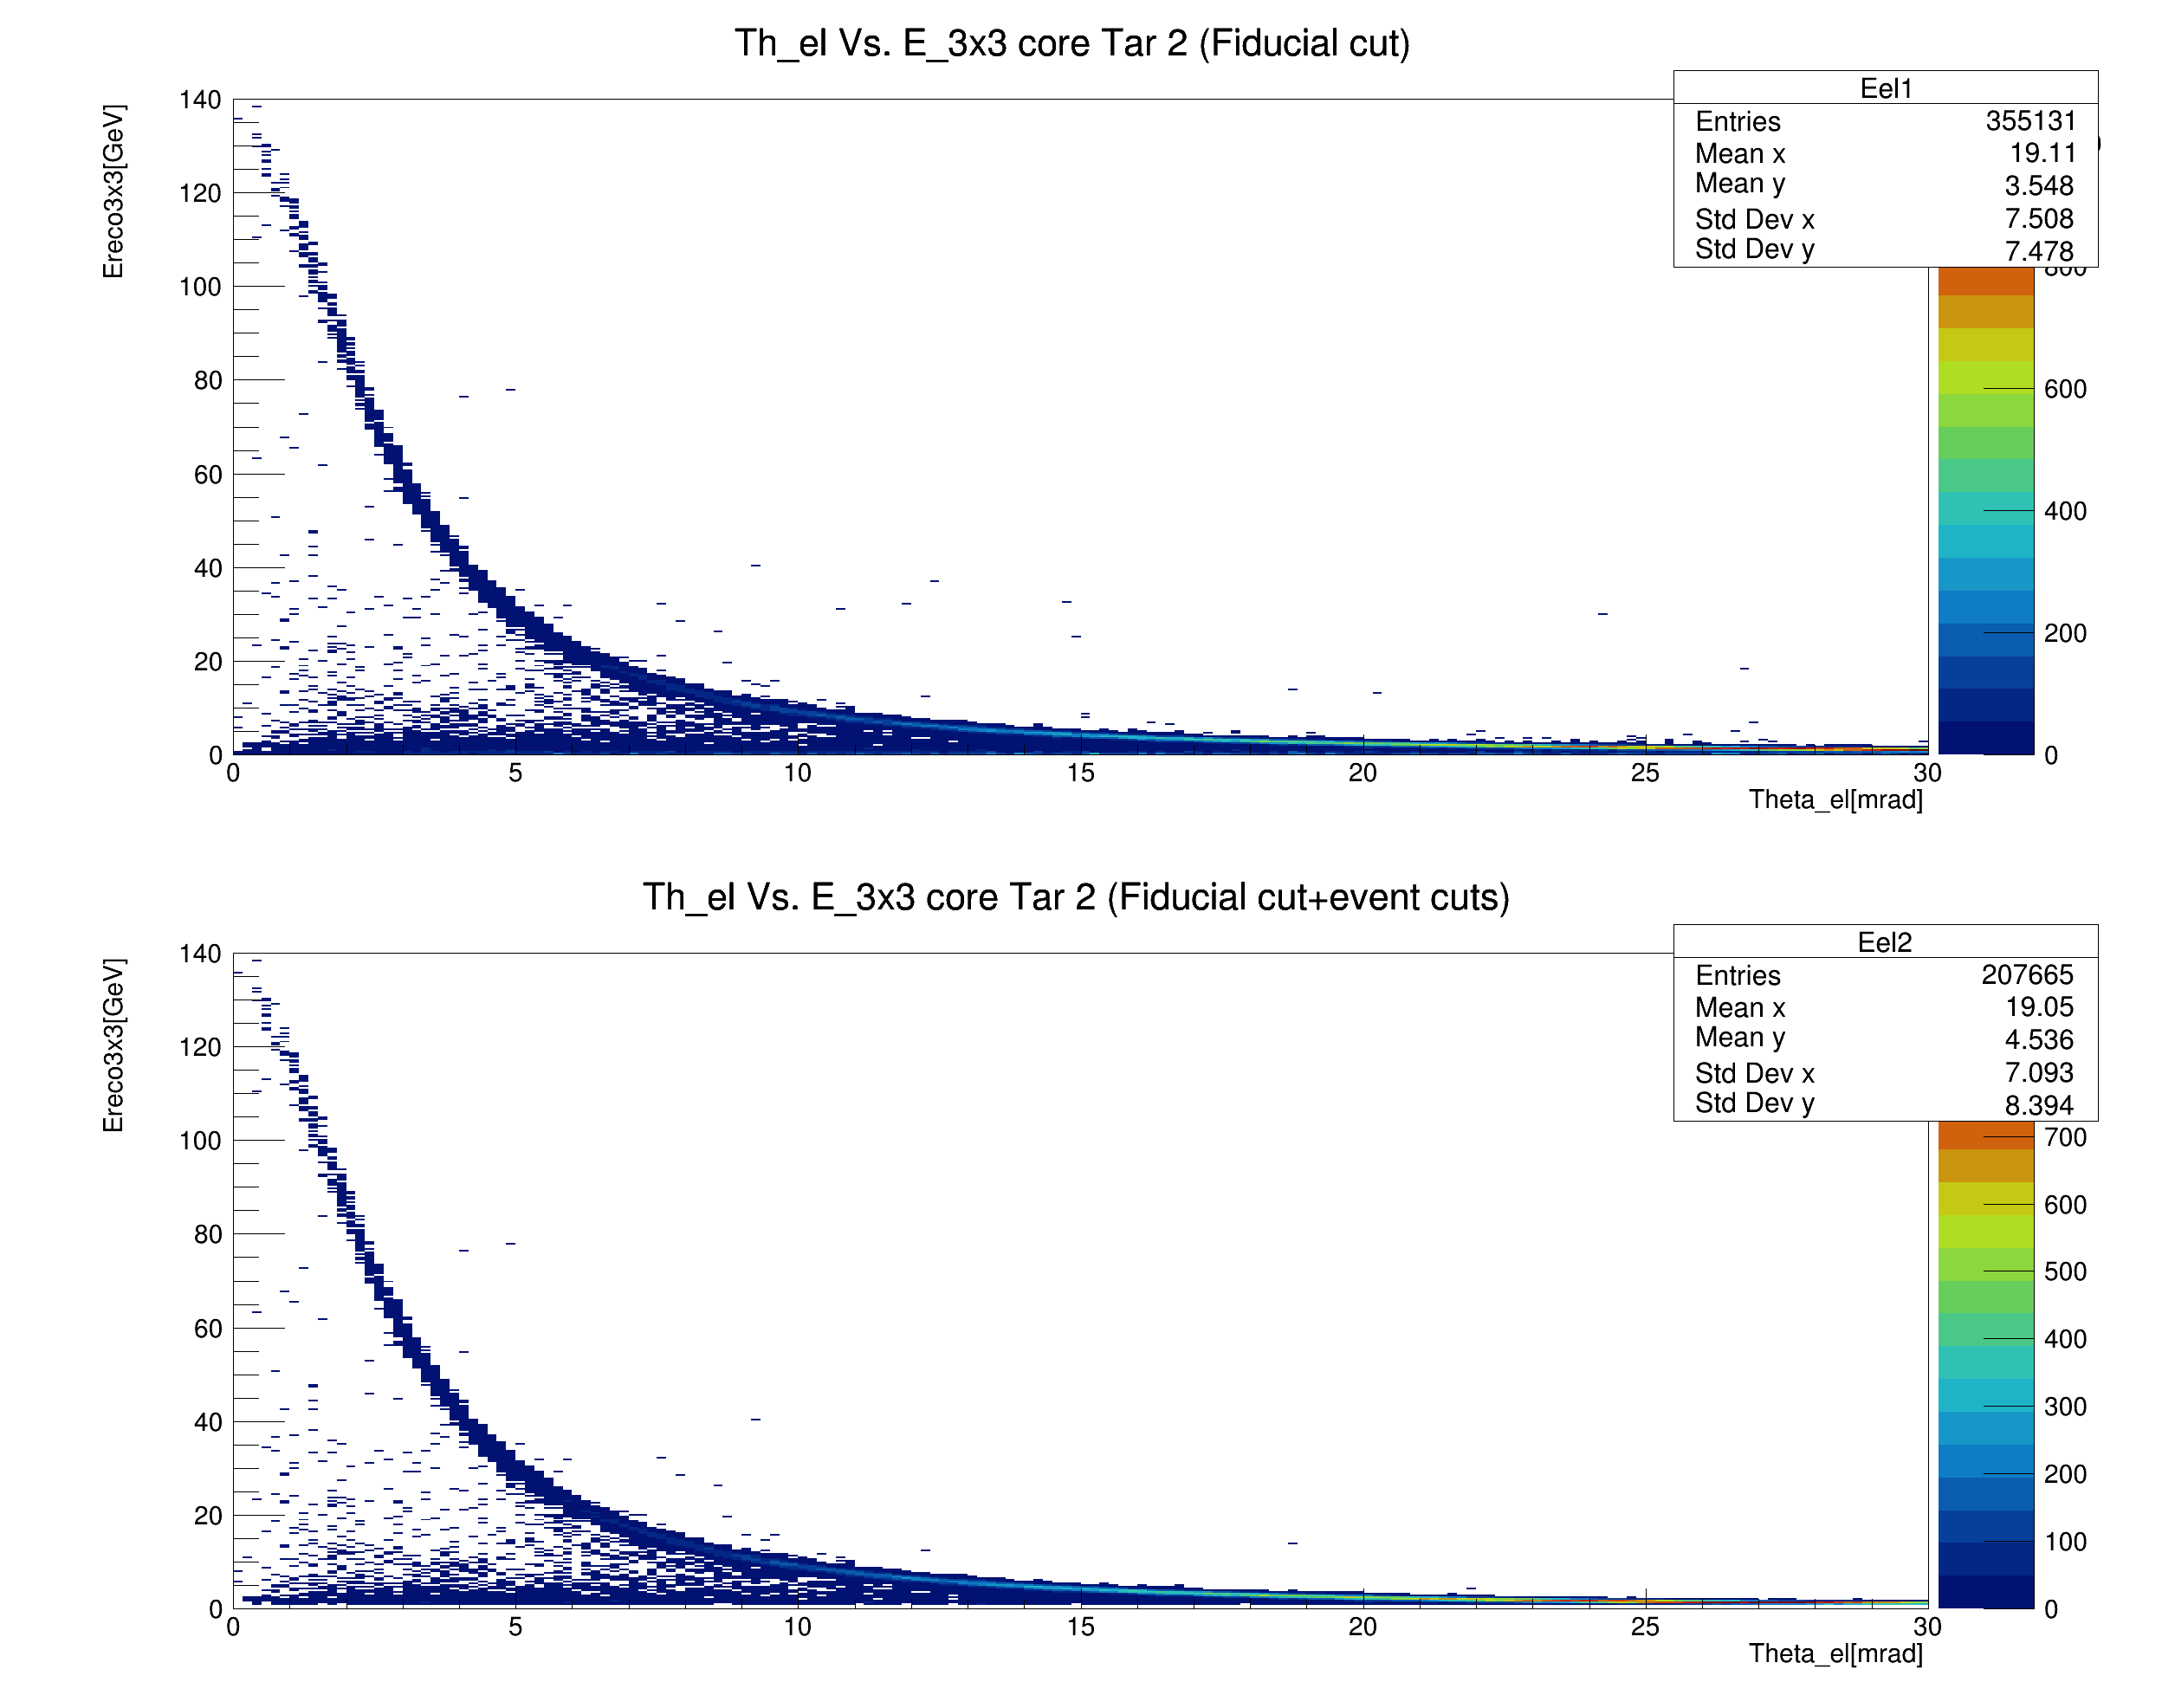 Th_el Vs. E_3x3 core Tar 2 (Fiducial cut)
Ereco3x3[GeV]
140
120
100
80
60
40
20
0
0 5 10 15 20 25 30
Theta_el[mrad]
Eel1
Entries 355131
Mean x 19.11
Mean y 3.548
Std Dev x 7.508
Std Dev y 7.478
800
600
400
200
0
Th_el Vs. E_3x3 core Tar 2 (Fiducial cut+event cuts)
Ereco3x3[GeV]
140
120
100
80
60
40
20
0
0 5 10 15 20 25 30
Theta_el[mrad]
Eel2
Entries 207665
Mean x 19.05
Mean y 4.536
Std Dev x 7.093
Std Dev y 8.394
700
600
500
400
300
200
100
0